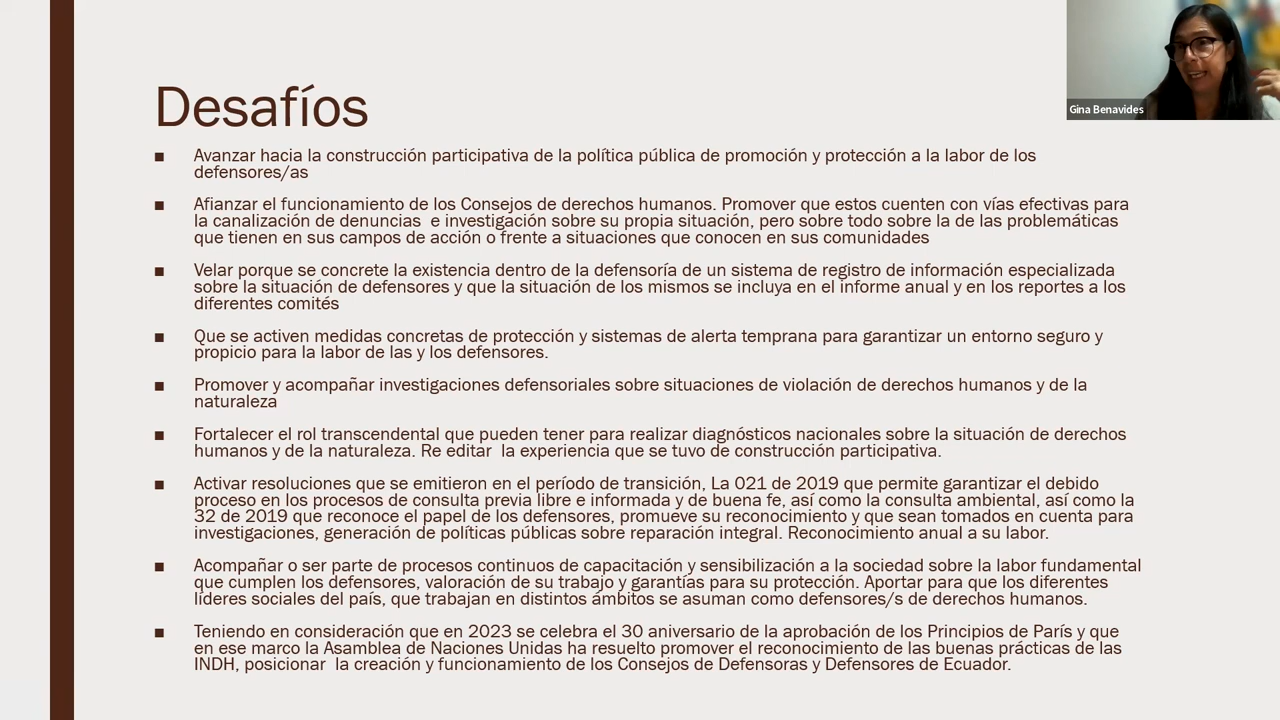 Gina Benavides
Desafíos
▪ Avanzar hacia la construcción participativa de la política pública de promoción y protección a la labor de los
defensores/as
▪ Afianzar el funcionamiento de los Consejos de derechos humanos. Promover que estos cuenten con vías efectivas para
la canalización de denuncias  e investigación sobre su propia situación, pero sobre todo sobre la de las problemáticas
que tienen en sus campos de acción o frente a situaciones que conocen en sus comunidades
▪ Velar porque se concrete la existencia dentro de la defensoría de un sistema de registro de información especializada
sobre la situación de defensores y que la situación de los mismos se incluya en el informe anual y en los reportes a los
diferentes comités
▪ Que se activen medidas concretas de protección y sistemas de alerta temprana para garantizar un entorno seguro y
propicio para la labor de las y los defensores.
▪ Promover y acompañar investigaciones defensoriales sobre situaciones de violación de derechos humanos y de la
naturaleza
▪ Fortalecer el rol transcendental que pueden tener para realizar diagnósticos nacionales sobre la situación de derechos
humanos y de la naturaleza. Re editar  la experiencia que se tuvo de construcción participativa.
▪ Activar resoluciones que se emitieron en el período de transición, La 021 de 2019 que permite garantizar el debido
proceso en los procesos de consulta previa libre e informada y de buena fe, así como la consulta ambiental, así como la
32 de 2019 que reconoce el papel de los defensores, promueve su reconocimiento y que sean tomados en cuenta para
investigaciones, generación de políticas públicas sobre reparación integral. Reconocimiento anual a su labor.
▪ Acompañar o ser parte de procesos continuos de capacitación y sensibilización a la sociedad sobre la labor fundamental
que cumplen los defensores, valoración de su trabajo y garantías para su protección. Aportar para que los diferentes
líderes sociales del país, que trabajan en distintos ámbitos se asuman como defensores/s de derechos humanos.
▪ Teniendo en consideración que en 2023 se celebra el 30 aniversario de la aprobación de los Principios de París y que
en ese marco la Asamblea de Naciones Unidas ha resuelto promover el reconocimiento de las buenas prácticas de las
INDH, posicionar  la creación y funcionamiento de los Consejos de Defensoras y Defensores de Ecuador.